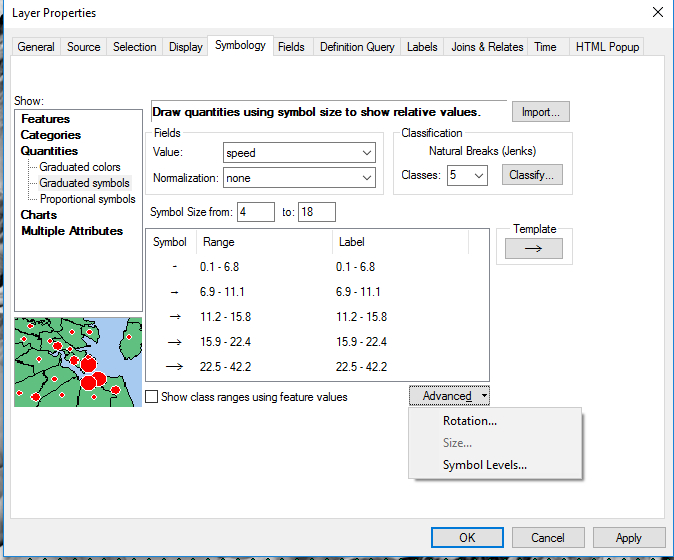 Layer Properties
General Source Selection Display Symbology Fields Definition Query Labels Joins & Relates Time HTML Popup
Show:
Features
Categories
Quantities
Graduated colors
Graduated symbols
Proportional symbols
Charts
Multiple Attributes
Draw quantities using symbol size to show relative values.
Import...
Fields
Value: speed
Normalization: none
Classification
Natural Breaks (Jenks)
Classes: 5 Classify...
Symbol Size from: 4 to: 18
Template
Symbol Range Label
0.1 - 6.8 0.1 - 6.8
6.9 - 11.1 6.9 - 11.1
11.2 - 15.8 11.2 - 15.8
15.9 - 22.4 15.9 - 22.4
22.5 - 42.2 22.5 - 42.2
Show class ranges using feature values
Advanced
Rotation...
Size...
Symbol Levels...
OK Cancel Apply